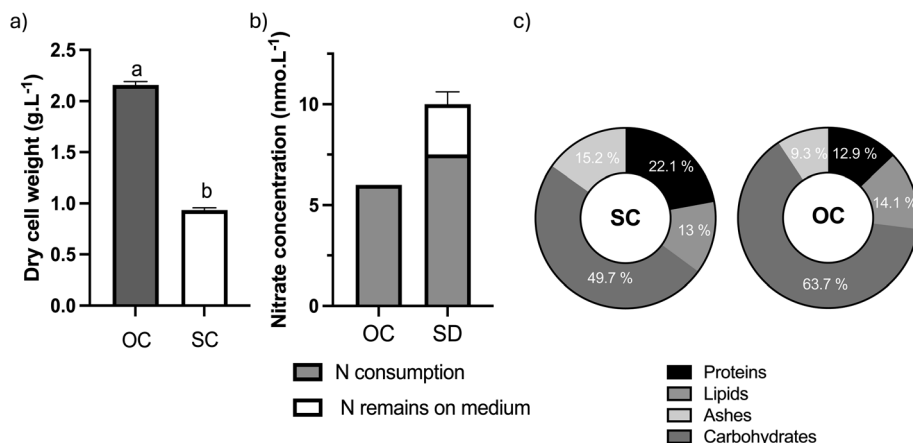 a)
Dry cell weight (g.L-1)
2.5
2.0
1.5
1.0
0.5
0.0
a
b
OC
SC
b)
Nitrate concentration (nmo.L-1)
10
5
0
OC
SD
N consumption
N remains on medium
c)
15.2 %
22.1 %
13 %
49.7 %
SC
9.3 %
12.9 %
14.1 %
63.7 %
OC
Proteins
Lipids
Ashes
Carbohydrates